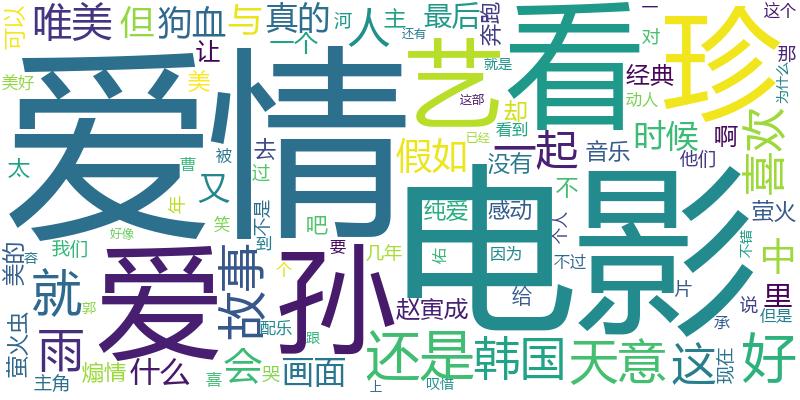 唯美
但
狗血
与
真的
河
主
最后
奔跑
一
对
这个
可以
让
一个
人
还有
艺
看
珍
那
为什么
美好
爱情
美
就是
这部
经典
动人
却
看到
已经
时候
啊
喜欢
太
曹
被
去
过
又
假如
没有
一起
音乐
他们
年
笑
不是
到
吧
纯爱
感动
个人
不
萤火
美的
容
我们
好像
爱
故事
孙
要
几年
佑
因为
电影
不过
不错
中
就
郭
个
赵寅成
给
片
说
里
承
但是
萤火虫
雨
配乐
跟
主角
煽情
什么
会
喜
哭
画面
还是
韩国
天意
这
现在
好
上
叹惜